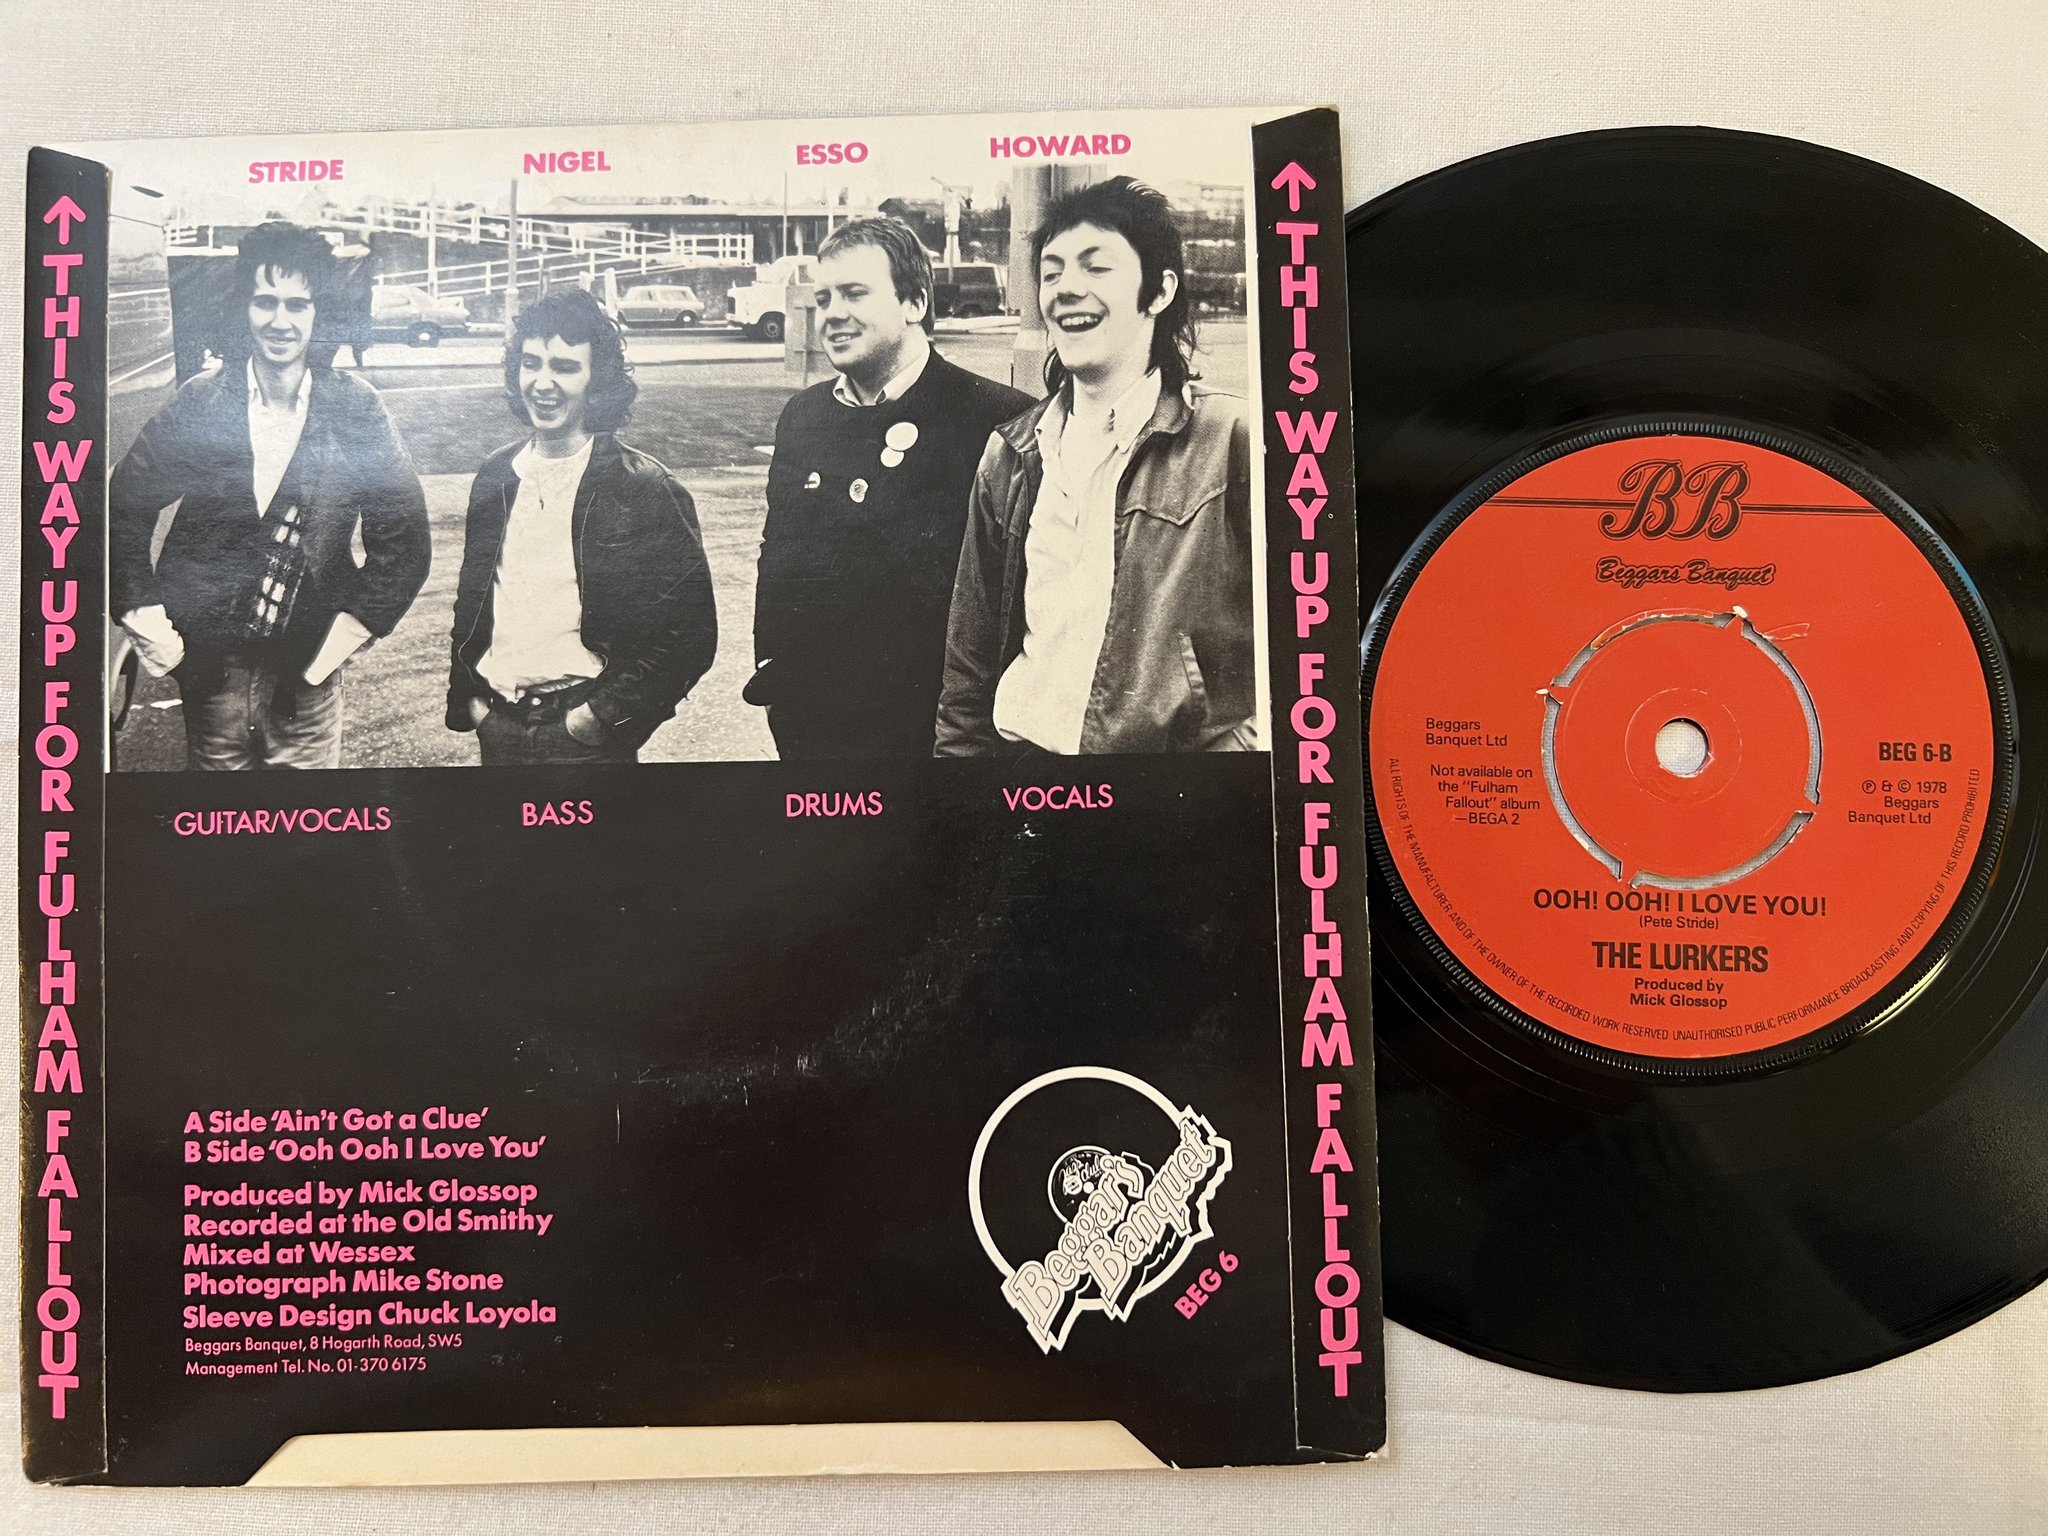 STRIDE NIGEL ESSO HOWARD
↑ THIS WAY UP FOR FULHAM FALLOUT
↑ THIS WAY UP FOR FULHAM FALLOUT
GUITAR/VOCALS BASS DRUMS VOCALS
A Side 'Ain't Got a Clue'
B Side 'Ooh Ooh I Love You'
Produced by Mick Glossop
Recorded at the Old Smithy
Mixed at Wessex
Photograph Mike Stone
Sleeve Design Chuck Loyola
Beggars Banquet, 8 Hogarth Road, SW5
Management Tel. No. 01-370 6175
Beggar's
Banquet
BEG 6
BB
Beggars Banquet
Beggars
Banquet Ltd
Not available on
the "Fulham
Fallout" album
—BEGA 2
BEG 6-B
℗ & © 1978
Beggars
Banquet Ltd
OOH! OOH! I LOVE YOU!
(Pete Stride)
THE LURKERS
Produced by
Mick Glossop
ALL RIGHTS OF THE MANUFACTURER AND OF THE OWNER OF THE RECORDED WORK RESERVED UNAUTHORISED PUBLIC PERFORMANCE BROADCASTING AND COPYING OF THIS RECORD PROHIBITED